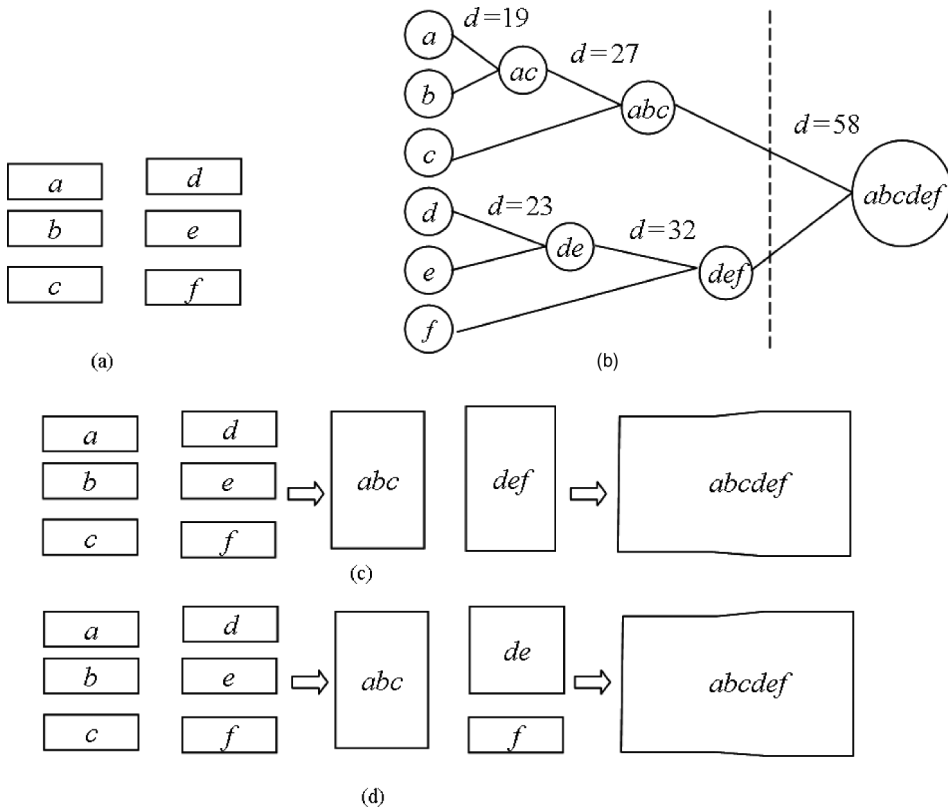 a
d
b
e
c
f
(a)
a
d=19
b
ac
d=27
c
abc
d=58
abcdef
d
d=23
e
de
d=32
def
f
(b)
a
d
b
e
c
f
abc
def
abcdef
(c)
a
d
b
e
c
f
abc
de
f
abcdef
(d)